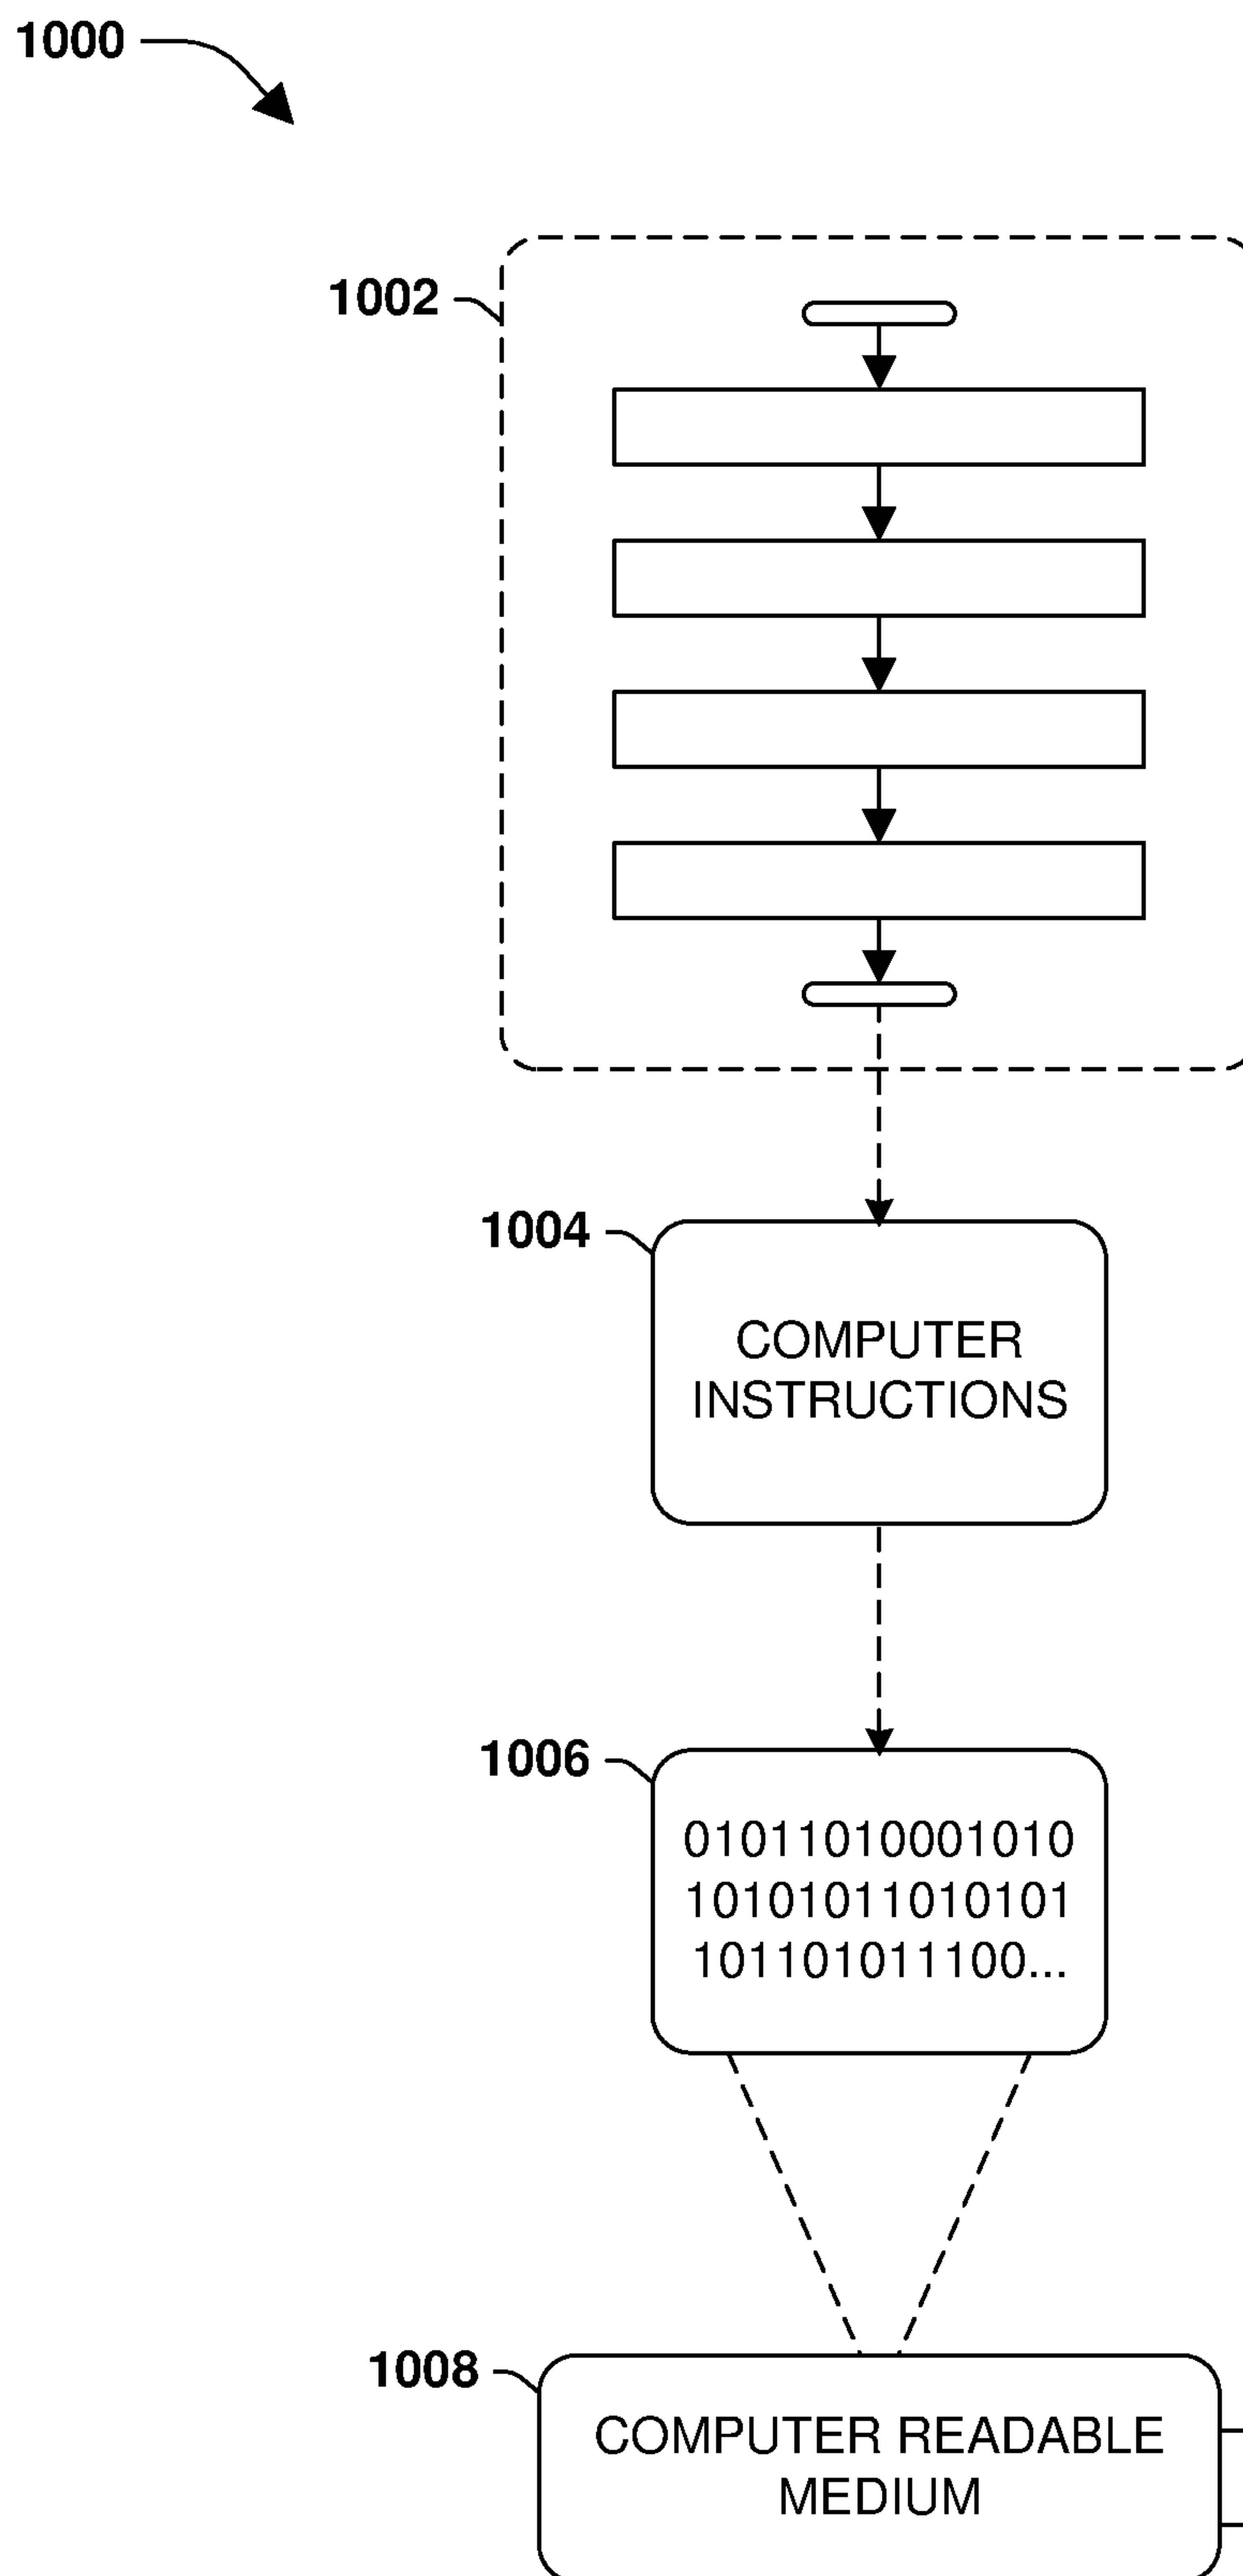 1000
1002
1004
COMPUTER
INSTRUCTIONS
1006
01011010001010
10101011010101
101101011100...
1008
COMPUTER READABLE
MEDIUM